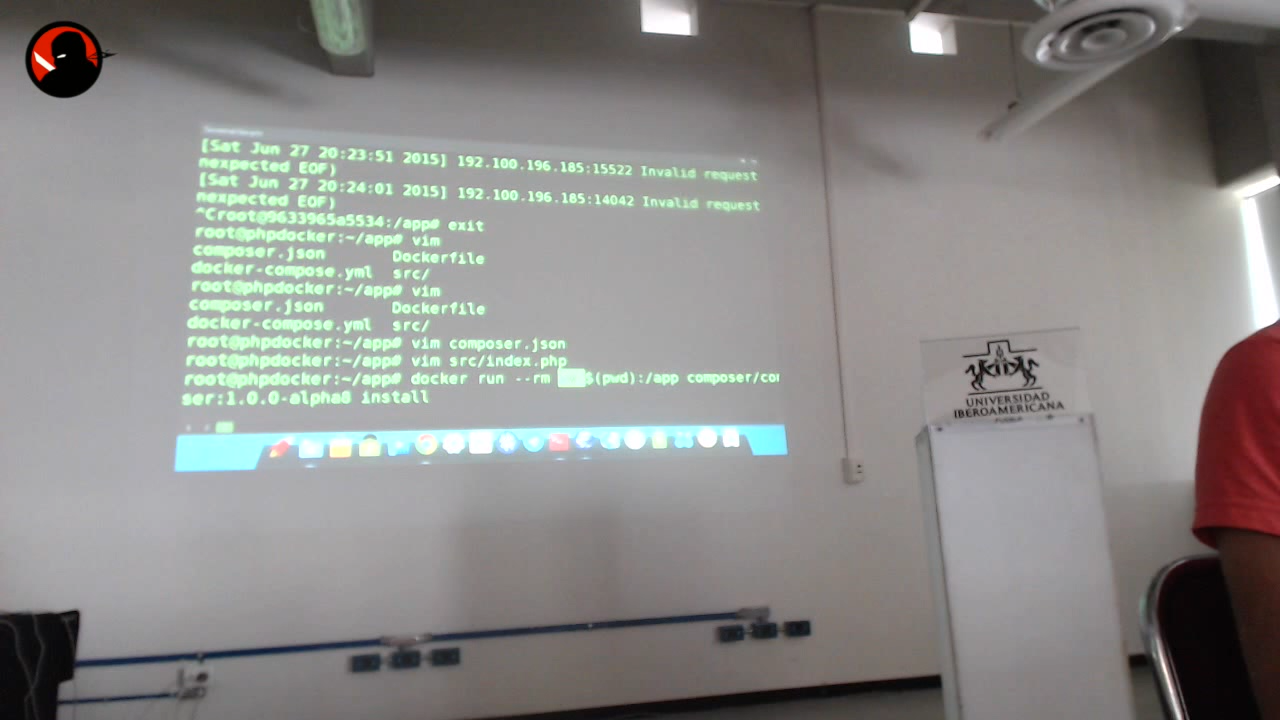 [Sat Jun 27 20:23:51 2015] 192.100.196.185:15522 Invalid request
nexpected EOF)
[Sat Jun 27 20:24:01 2015] 192.100.196.185:14042 Invalid request
nexpected EOF)
^Croot@9633965a5534:/app# exit
root@phpdocker:~/app# vim
composer.json Dockerfile
docker-compose.yml src/
root@phpdocker:~/app# vim
composer.json Dockerfile
docker-compose.yml src/
root@phpdocker:~/app# vim composer.json
root@phpdocker:~/app# vim src/index.php
root@phpdocker:~/app# docker run --rm $(pwd):/app composer/com
ser:1.0.0-alpha8 install
UNIVERSIDAD
IBEROAMERICANA